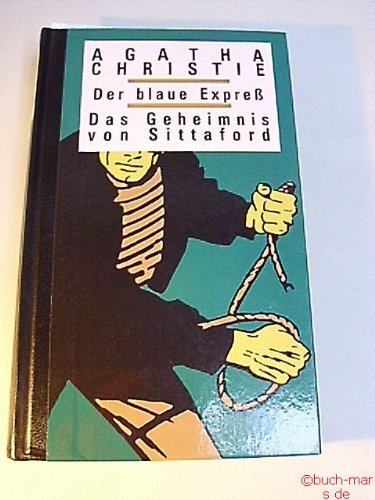 AGATHA
CHRISTIE
Der blaue Expreß
Das Geheimnis
von Sittaford
©buch-mar
s de